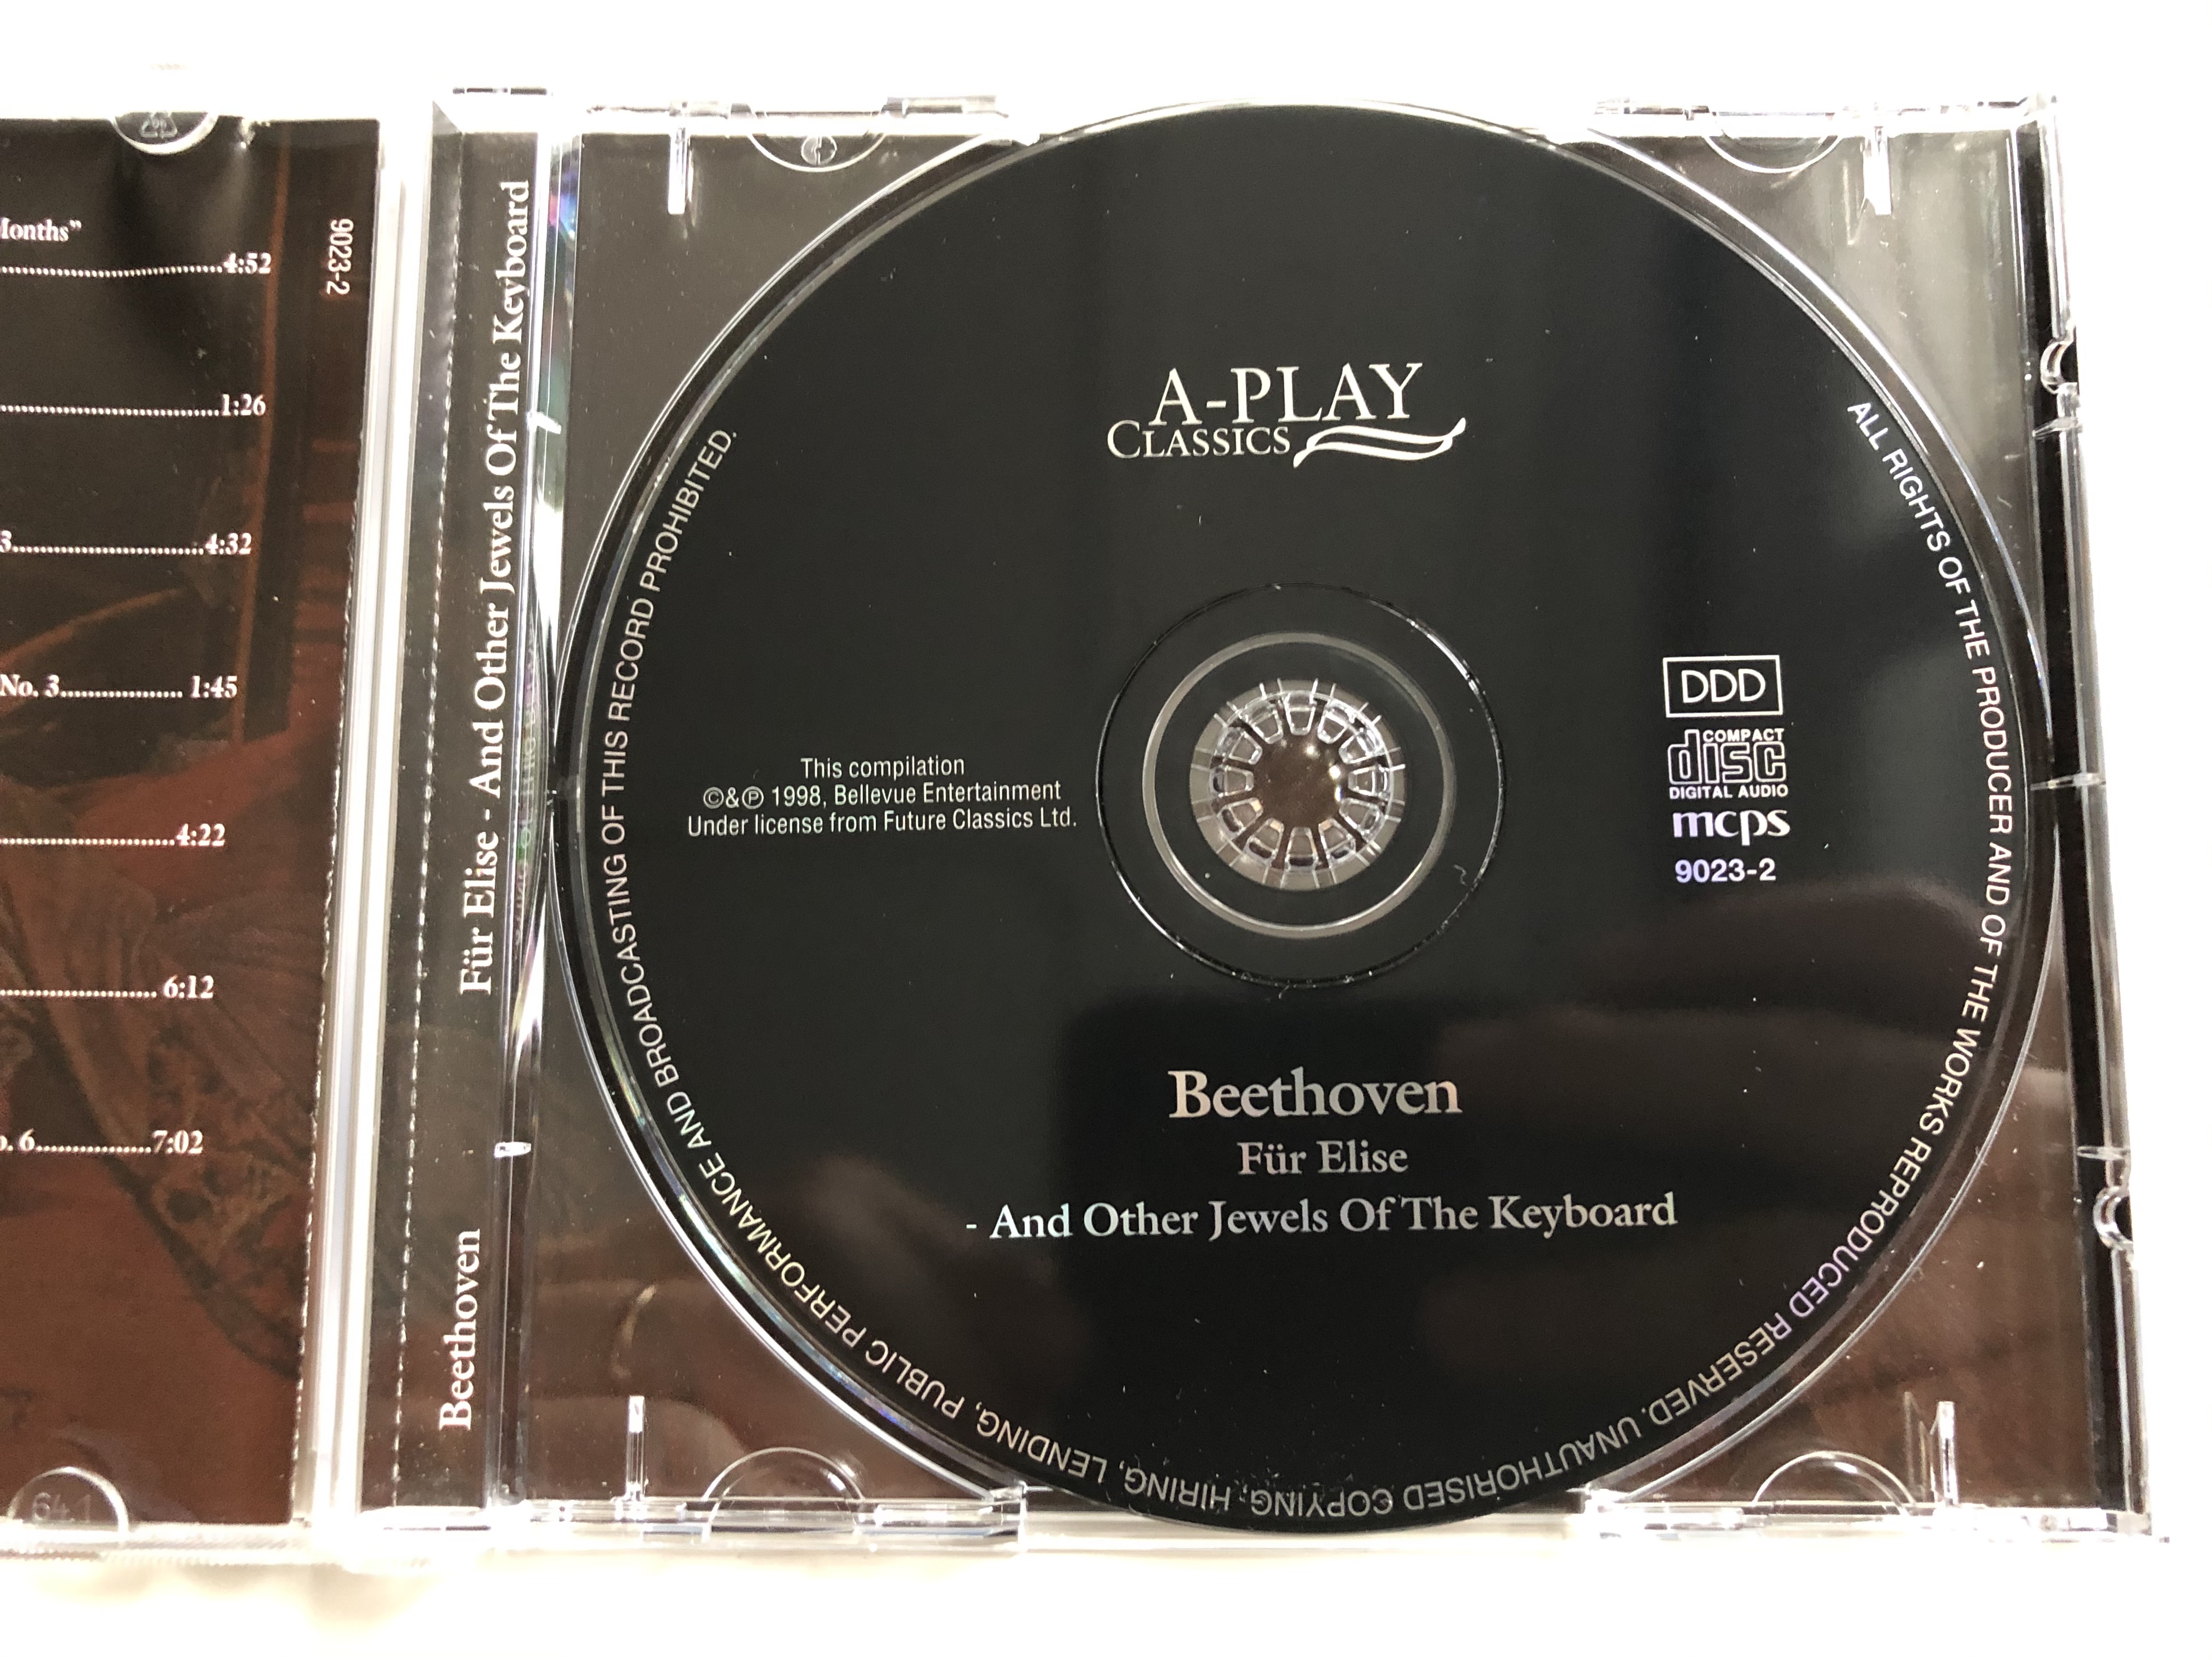 Months”
4:52
1:26
3. 4:32
No. 3. 1:45
4:22
6:12
6. 7:02
9023-2
Beethoven Für Elise - And Other Jewels Of The Keyboard
A-PLAY
CLASSICS
This compilation
©&℗ 1998, Bellevue Entertainment
Under license from Future Classics Ltd.
DDD
COMPACT
disc
DIGITAL AUDIO
mcps
9023-2
Beethoven
Für Elise
- And Other Jewels Of The Keyboard
ALL RIGHTS OF THE PRODUCER AND OF THE WORKS REPRODUCED RESERVED. UNAUTHORISED COPYING, HIRING, LENDING, PUBLIC PERFORMANCE AND BROADCASTING OF THIS RECORD PROHIBITED.
64.1